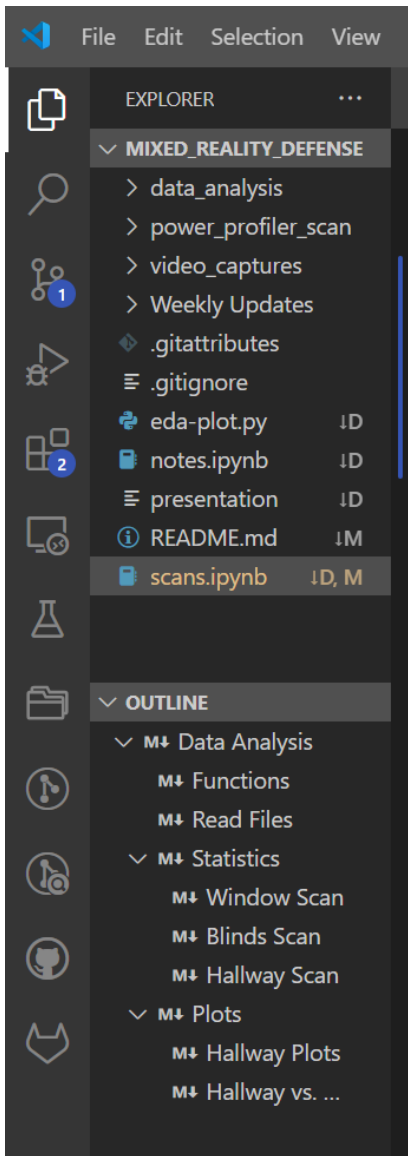 File Edit Selection View
EXPLORER ...
MIXED_REALITY_DEFENSE
data_analysis
power_profiler_scan
video_captures
Weekly Updates
.gitattributes
.gitignore
eda-plot.py ↓D
notes.ipynb ↓D
presentation ↓D
README.md ↓M
scans.ipynb ↓D, M
1
2
OUTLINE
M↓ Data Analysis
M↓ Functions
M↓ Read Files
M↓ Statistics
M↓ Window Scan
M↓ Blinds Scan
M↓ Hallway Scan
M↓ Plots
M↓ Hallway Plots
M↓ Hallway vs. ...